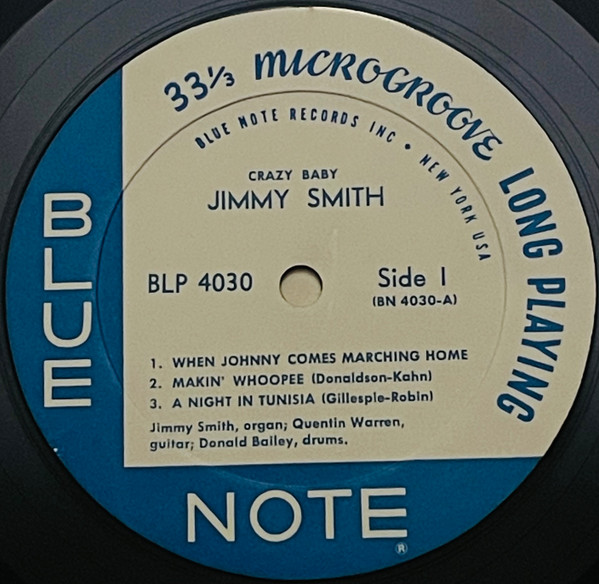 33⅓ MICROGROOVE LONG PLAYING
BLUE NOTE RECORDS INC • NEW YORK USA
CRAZY BABY
JIMMY SMITH
BLP 4030
Side 1
(BN 4030-A)
1. WHEN JOHNNY COMES MARCHING HOME
2. MAKIN' WHOOPEE (Donaldson-Kahn)
3. A NIGHT IN TUNISIA (Gillespie-Robin)
Jimmy Smith, organ; Quentin Warren,
guitar; Donald Bailey, drums.
BLUE
NOTE
®